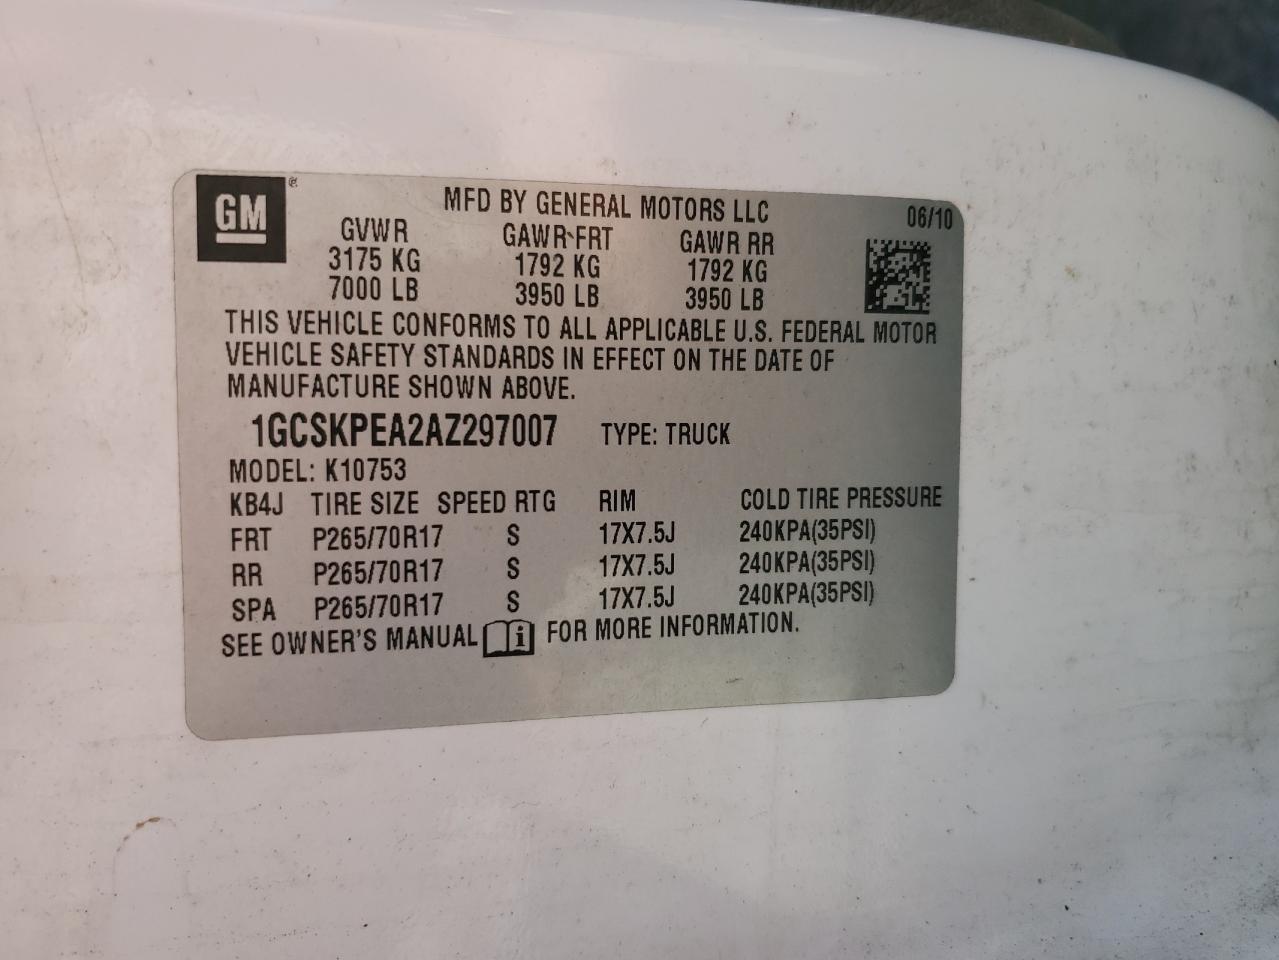 GM®
MFD BY GENERAL MOTORS LLC 06/10
GVWR GAWR FRT GAWR RR
3175 KG 1792 KG 1792 KG
7000 LB 3950 LB 3950 LB
THIS VEHICLE CONFORMS TO ALL APPLICABLE U.S. FEDERAL MOTOR
VEHICLE SAFETY STANDARDS IN EFFECT ON THE DATE OF
MANUFACTURE SHOWN ABOVE.
1GCSKPEA2AZ297007 TYPE: TRUCK
MODEL: K10753
KB4J TIRE SIZE SPEED RTG RIM COLD TIRE PRESSURE
FRT P265/70R17 S 17X7.5J 240KPA(35PSI)
RR P265/70R17 S 17X7.5J 240KPA(35PSI)
SPA P265/70R17 S 17X7.5J 240KPA(35PSI)
SEE OWNER'S MANUAL i FOR MORE INFORMATION.